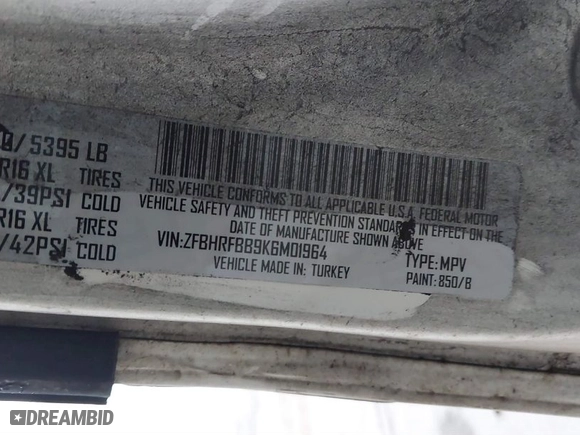 / 5395 LB
R16 XL TIRES
/39PSI COLD
R16 XL TIRES
/42PSI COLD
THIS VEHICLE CONFORMS TO ALL APPLICABLE U.S.A. FEDERAL MOTOR
VEHICLE SAFETY AND THEFT PREVENTION STANDARDS IN EFFECT ON THE
DATE OF MANUFACTURE SHOWN ABOVE.
VIN:ZFBHRFBB9K6M01964
TYPE: MPV
VEHICLE MADE IN: TURKEY
PAINT: 850/B
DREAMBID